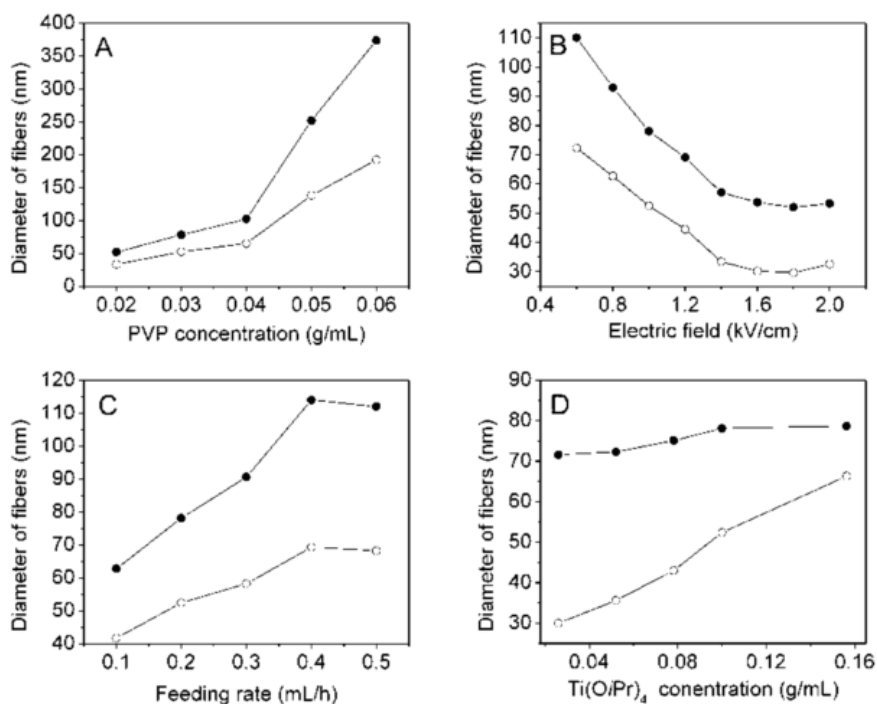 A
Diameter of fibers (nm)
400
350
300
250
200
150
100
50
0
0.02 0.03 0.04 0.05 0.06
PVP concentration (g/mL)
B
Diameter of fibers (nm)
110
100
90
80
70
60
50
40
30
0.4 0.8 1.2 1.6 2.0
Electric field (kV/cm)
C
Diameter of fibers (nm)
120
110
100
90
80
70
60
50
40
0.1 0.2 0.3 0.4 0.5
Feeding rate (mL/h)
D
Diameter of fibers (nm)
90
80
70
60
50
40
30
0.04 0.08 0.12 0.16
Ti(OiPr)₄ conentration (g/mL)